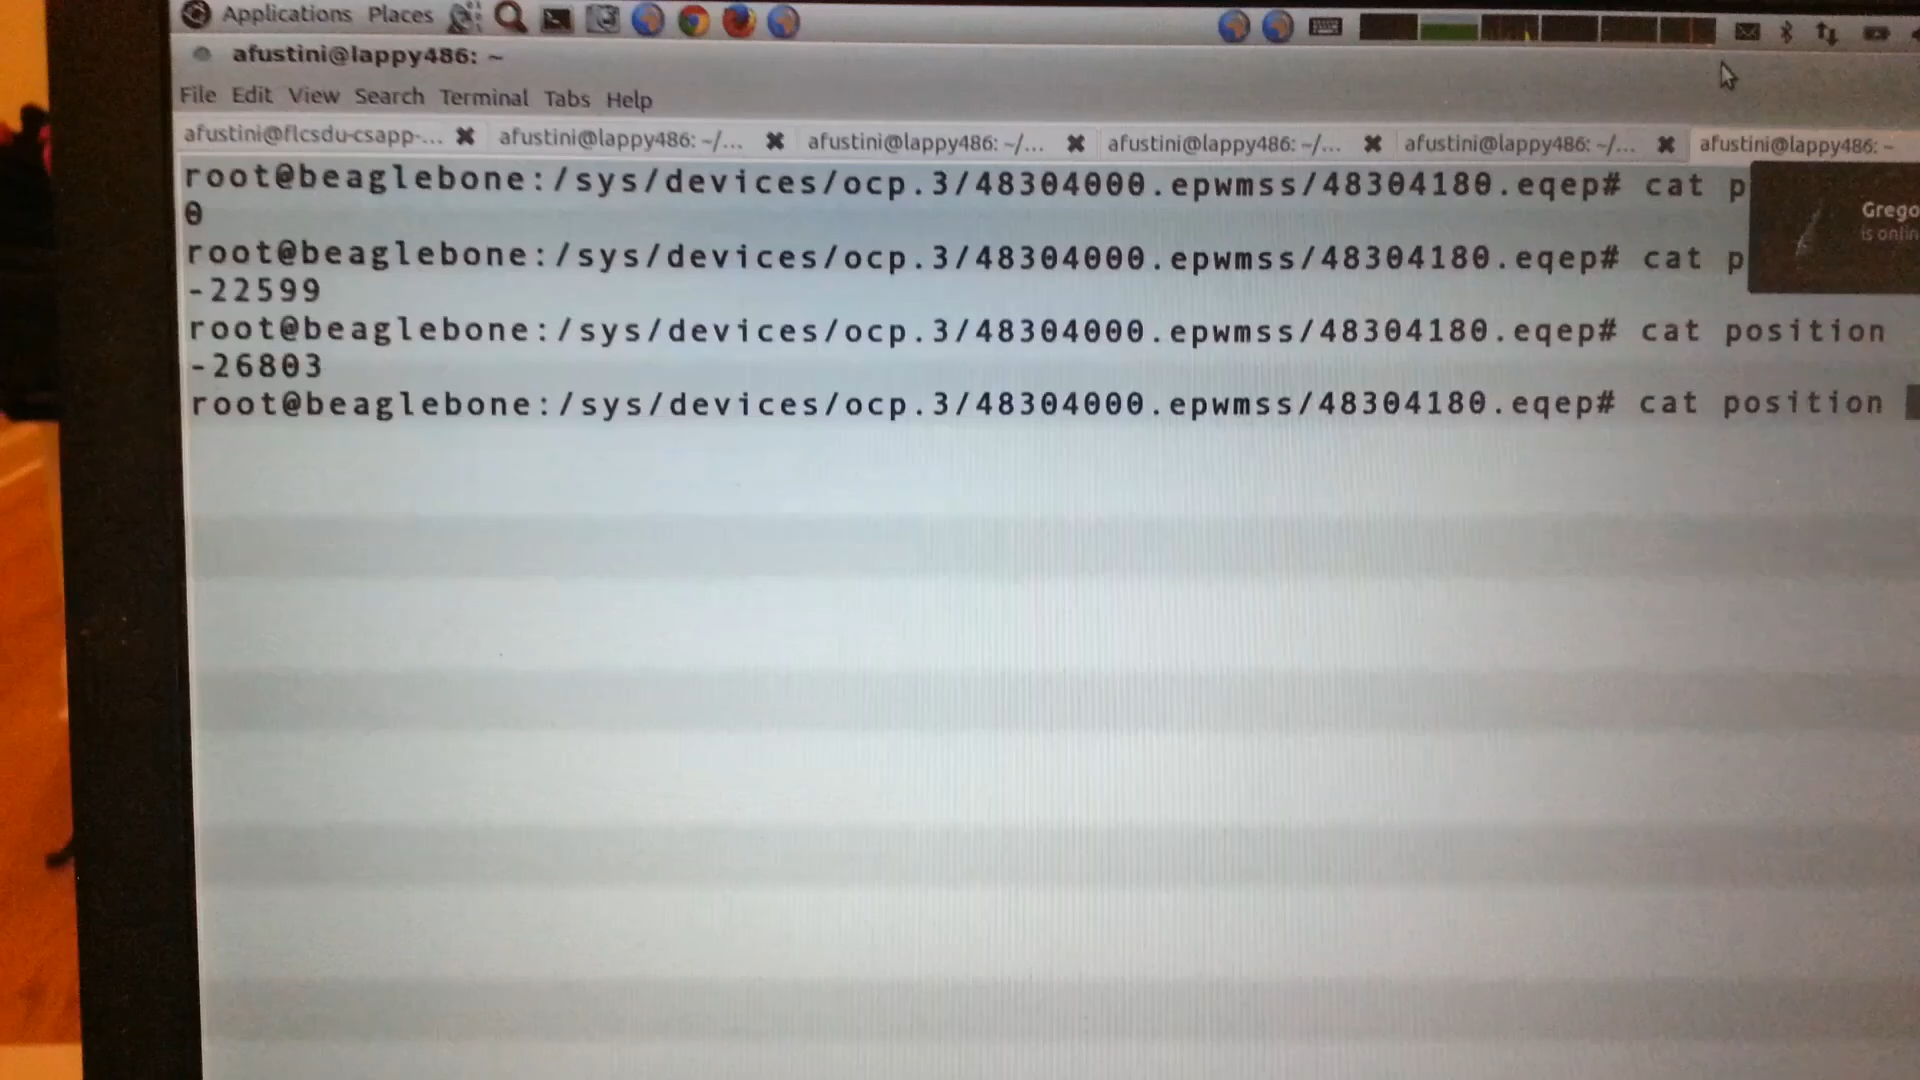 Applications Places
afustini@lappy486: ~
File Edit View Search Terminal Tabs Help
afustini@flcsdu-csapp-... afustini@lappy486: ~/... afustini@lappy486: ~/... afustini@lappy486: ~/... afustini@lappy486: ~/... afustini@lappy486: ~
root@beaglebone:/sys/devices/ocp.3/48304000.epwmss/48304180.eqep# cat p
Grego
is onlin
0
root@beaglebone:/sys/devices/ocp.3/48304000.epwmss/48304180.eqep# cat p
-22599
root@beaglebone:/sys/devices/ocp.3/48304000.epwmss/48304180.eqep# cat position
-26803
root@beaglebone:/sys/devices/ocp.3/48304000.epwmss/48304180.eqep# cat position